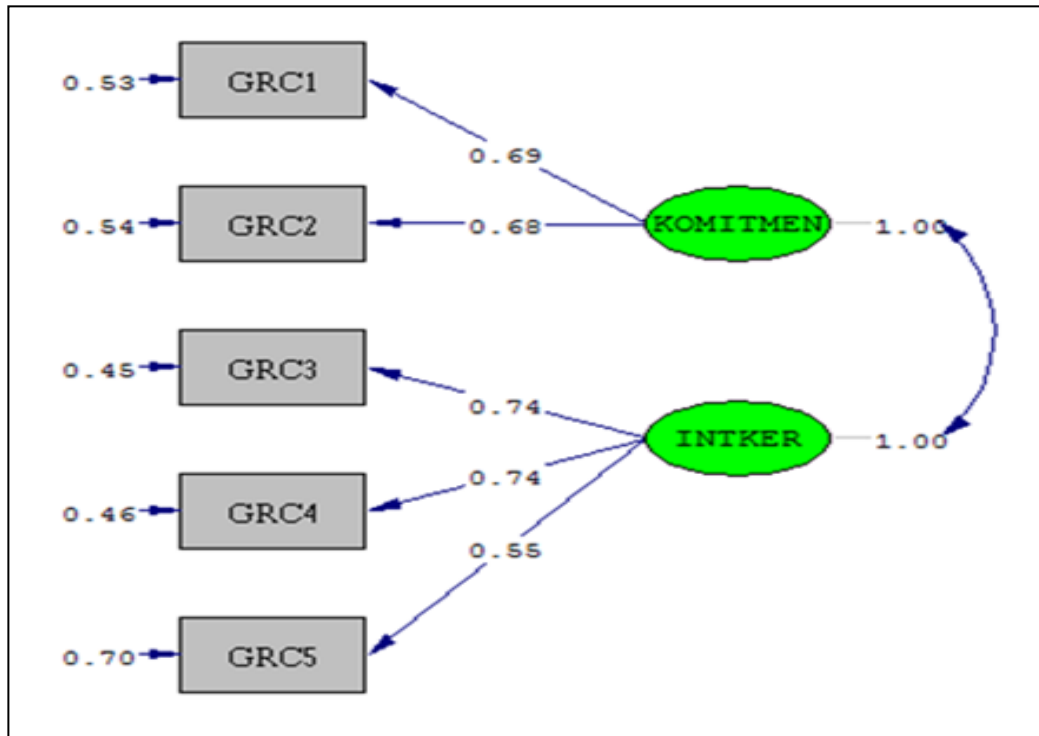 0.53 GRC1
0.69
0.54 GRC2 0.68 KOMITMEN 1.00
0.45 GRC3
0.74
INTKER 1.00
0.74
0.46 GRC4
0.55
0.70 GRC5